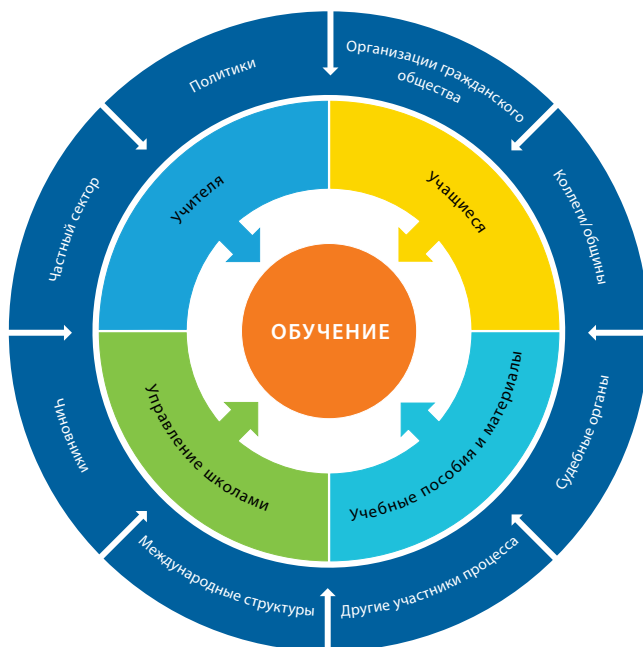 Политики
Организации гражданского
общества
Частный сектор
Учителя
Учащиеся
Коллеги/общины
ОБУЧЕНИЕ
Чиновники
Управление школами
Учебные пособия и материалы
Судебные органы
Международные структуры
Другие участники процесса